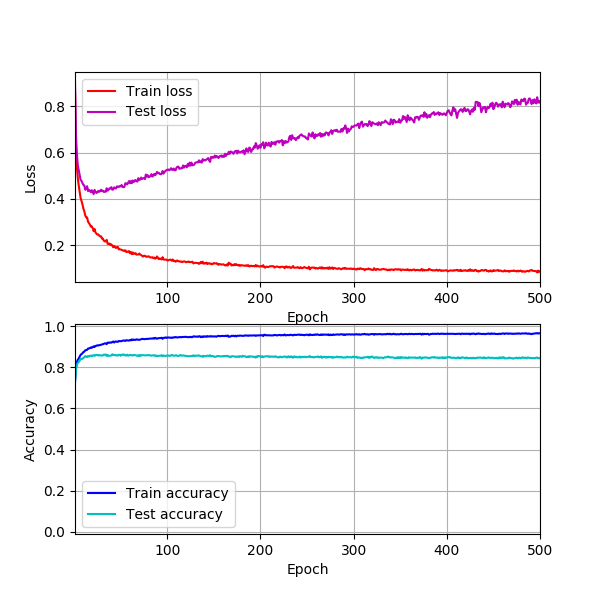 Train loss
Test loss
0.8
0.6
0.4
0.2
Loss
100 200 300 400 500
Epoch
1.0
0.8
0.6
0.4
0.2
0.0
Accuracy
Train accuracy
Test accuracy
100 200 300 400 500
Epoch